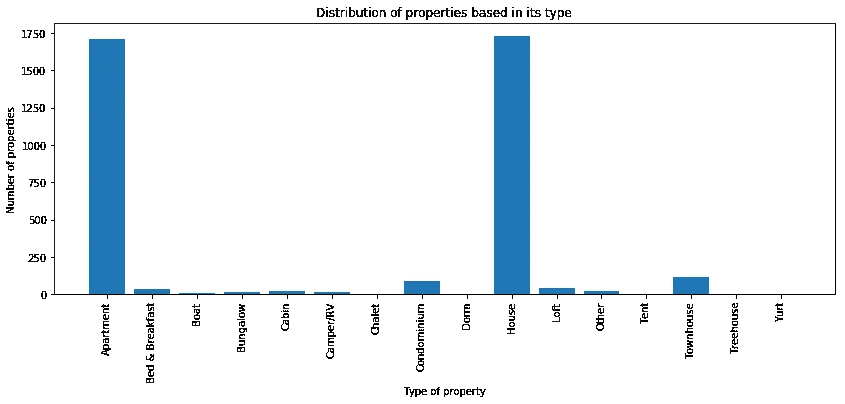 Distribution of properties based in its type
1750
1500
1250
1000
750
500
250
0
Number of properties
Apartment
Bed & Breakfast
Boat
Bungalow
Cabin
Camper/RV
Chalet
Condominium
Dorm
House
Loft
Other
Tent
Townhouse
Treehouse
Yurt
Type of property